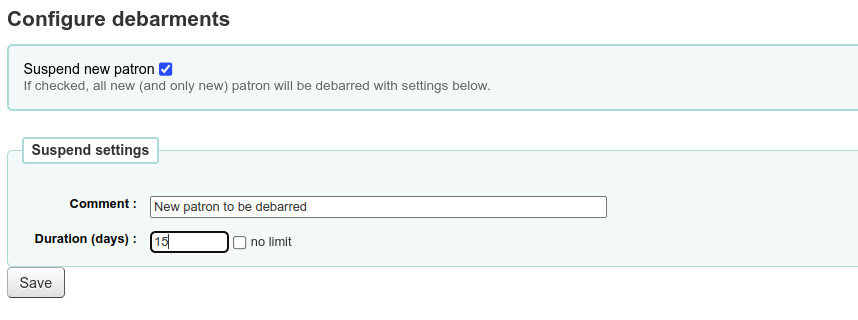 Configure debarments
Suspend new patron
If checked, all new (and only new) patron will be debarred with settings below.
Suspend settings
Comment : New patron to be debarred
Duration (days) : 15 no limit
Save